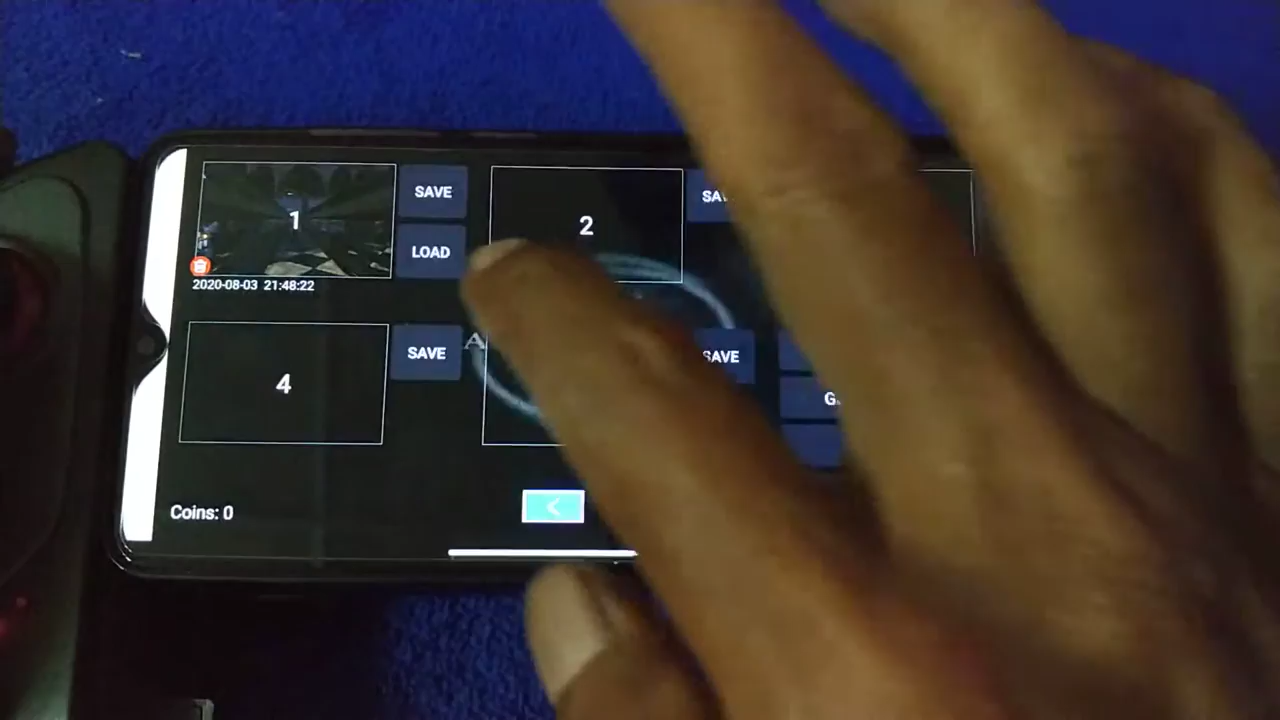 1
SAVE
2
LOAD
2020-08-03 21:48:22
4
SAVE
A
SAVE
Coins: 0
<